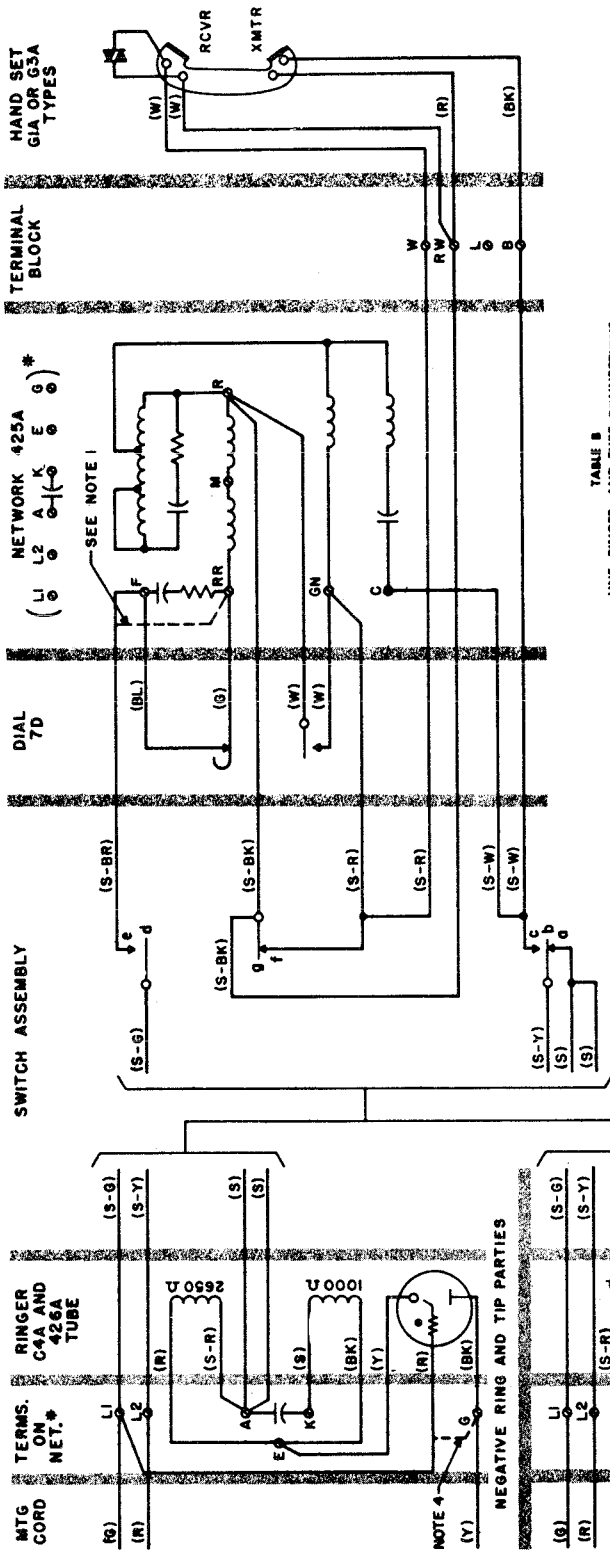 MTG
CORD
TERMS.
ON
NET.*
RINGER
C4A AND
426A
TUBE
SWITCH ASSEMBLY
DIAL
7D
NETWORK 425A
( L1 L2 A K E G )*
TERMINAL
BLOCK
HAND SET
G1A OR G3A
TYPES
(G)
L1
(S-G)
(R)
L2
(S-Y)
(R)
2650 Ω
(S-R)
A
(S)
(S)
K
(S)
1000 Ω
E
(BK)
(Y)
(R)
NOTE 4
G
(BK)
(Y)
NEGATIVE RING AND TIP PARTIES
(G)
L1
(S-G)
(R)
L2
(S-Y)
(S-R)
(S-G)
e
d
(S-BR)
(S-BK)
g
f
(S-BK)
(S-R)
(S-R)
(S-W)
(S-W)
(S-Y)
c
b
a
(S)
(S)
(BL)
(G)
(W)
(W)
SEE NOTE 1
F
RR
M
R
GN
C
W
RW
L
B
(W)
(W)
(R)
(BK)
RCVR
XMTR
TABLE B